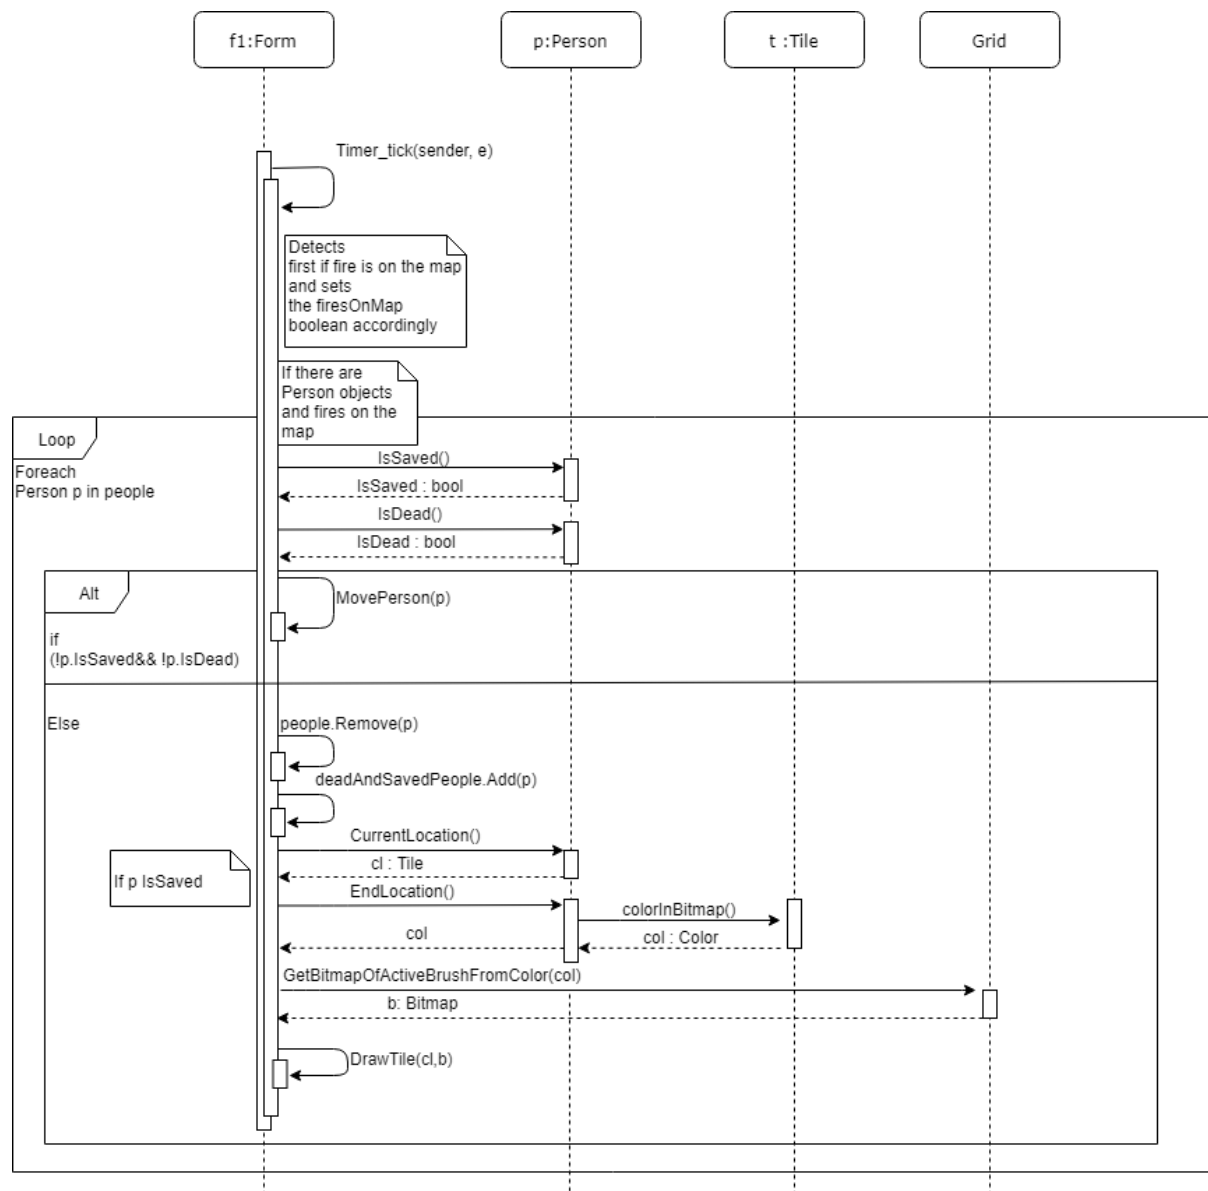 f1:Form
p:Person
t :Tile
Grid
Timer_tick(sender, e)
Detects
first if fire is on the map
and sets
the firesOnMap
boolean accordingly
If there are
Person objects
and fires on the
map
Loop
Foreach
Person p in people
IsSaved()
IsSaved : bool
IsDead()
IsDead : bool
Alt
MovePerson(p)
if
(!p.IsSaved&& !p.IsDead)
Else
people.Remove(p)
deadAndSavedPeople.Add(p)
CurrentLocation()
cl : Tile
If p IsSaved
EndLocation()
colorInBitmap()
col
col : Color
GetBitmapOfActiveBrushFromColor(col)
b: Bitmap
DrawTile(cl,b)